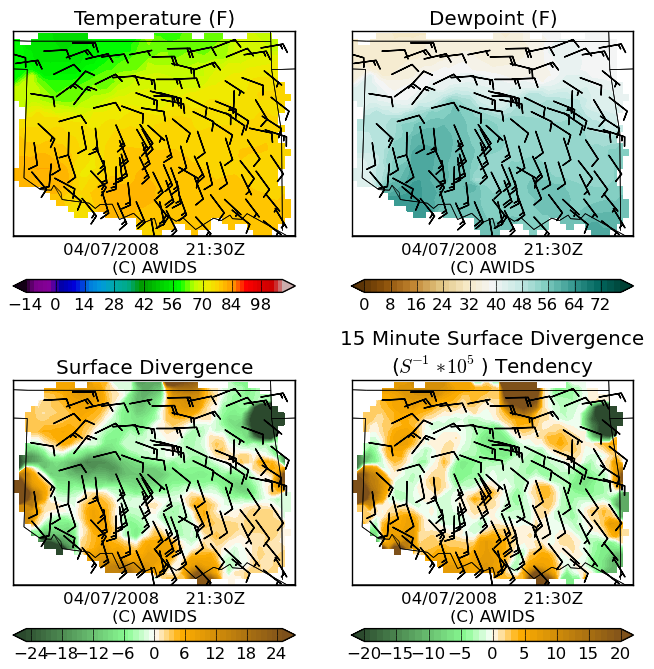 Temperature (F)
Dewpoint (F)
04/07/2008 21:30Z
(C) AWIDS
04/07/2008 21:30Z
(C) AWIDS
−14 0 14 28 42 56 70 84 98
0 8 16 24 32 40 48 56 64 72
Surface Divergence
15 Minute Surface Divergence
(S⁻¹ *10⁵ ) Tendency
04/07/2008 21:30Z
(C) AWIDS
04/07/2008 21:30Z
(C) AWIDS
−24 −18 −12 −6 0 6 12 18 24
−20 −15 −10 −5 0 5 10 15 20